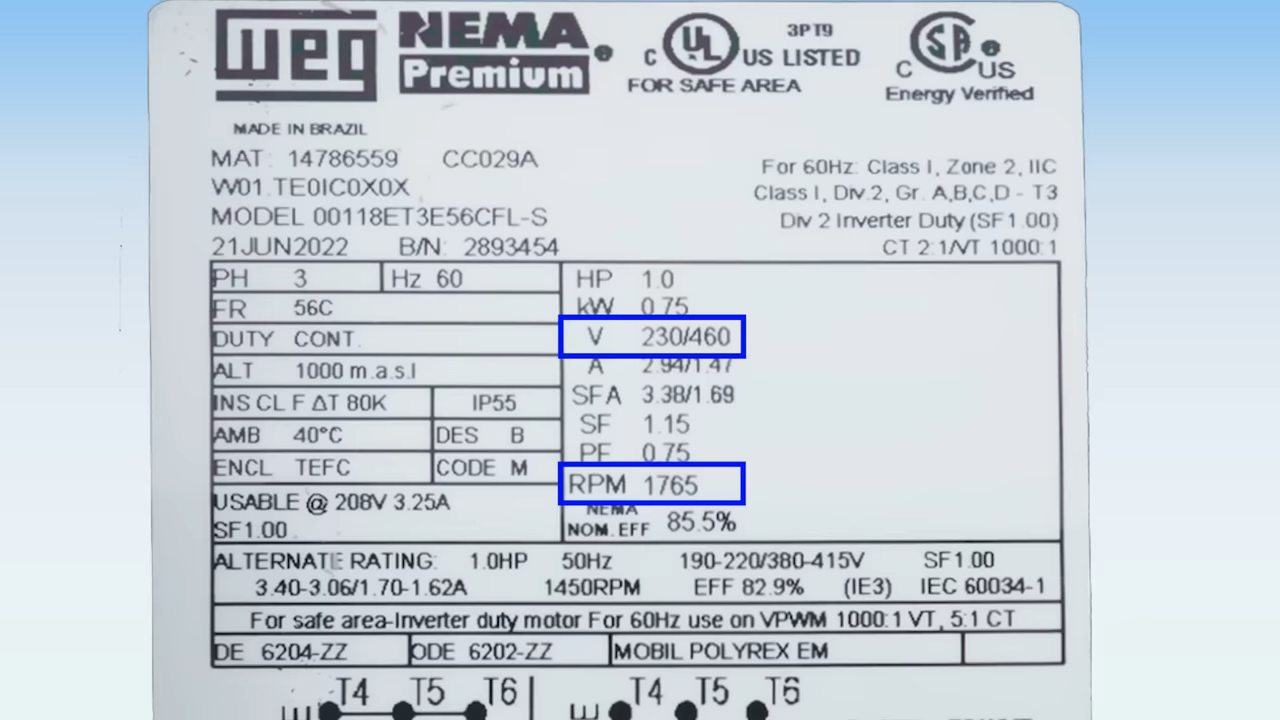 WEG NEMA Premium ® c UL US LISTED 3PT9
FOR SAFE AREA
C SA ® US
Energy Verified
MADE IN BRAZIL
MAT: 14786559 CC029A
W01.TE0IC0X0X
MODEL 00118ET3E56CFL-S
21JUN2022 B/N: 2893454
For 60Hz: Class I, Zone 2, IIC
Class I, Div.2, Gr. A,B,C,D - T3
Div 2 Inverter Duty (SF1.00)
CT 2:1/VT 1000:1
PH 3 Hz 60
FR 56C
DUTY CONT.
ALT 1000 m.a.s.l
INS CL F ΔT 80K IP55
AMB 40°C DES B
ENCL TEFC CODE M
USABLE @ 208V 3.25A
SF1.00
HP 1.0
kW 0.75
V 230/460
A 2.94/1.47
SFA 3.38/1.69
SF 1.15
PF 0.75
RPM 1765
NEMA
NOM. EFF 85.5%
ALTERNATE RATING: 1.0HP 50Hz 190-220/380-415V SF1.00
3.40-3.06/1.70-1.62A 1450RPM EFF 82.9% (IE3) IEC 60034-1
For safe area-Inverter duty motor For 60Hz use on VPWM 1000:1 VT, 5:1 CT
DE 6204-ZZ ODE 6202-ZZ MOBIL POLYREX EM
T4 T5 T6 T4 T5 T6